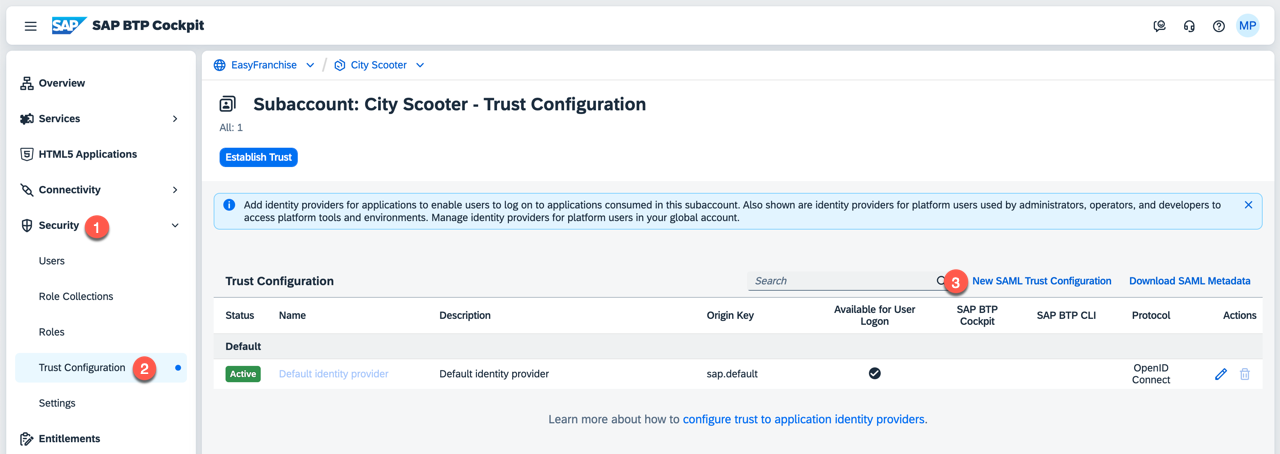 SAP SAP BTP Cockpit
MP
Overview
Services
HTML5 Applications
Connectivity
Security 1
Users
Role Collections
Roles
Trust Configuration 2
Settings
Entitlements
EasyFranchise / City Scooter
Subaccount: City Scooter - Trust Configuration
All: 1
Establish Trust
Add identity providers for applications to enable users to log on to applications consumed in this subaccount. Also shown are identity providers for platform users used by administrators, operators, and developers to
access platform tools and environments. Manage identity providers for platform users in your global account.
Trust Configuration Search 3 New SAML Trust Configuration Download SAML Metadata
Status Name Description Origin Key Available for User Logon SAP BTP Cockpit SAP BTP CLI Protocol Actions
Default
Active Default identity provider Default identity provider sap.default OpenID Connect
Learn more about how to configure trust to application identity providers.